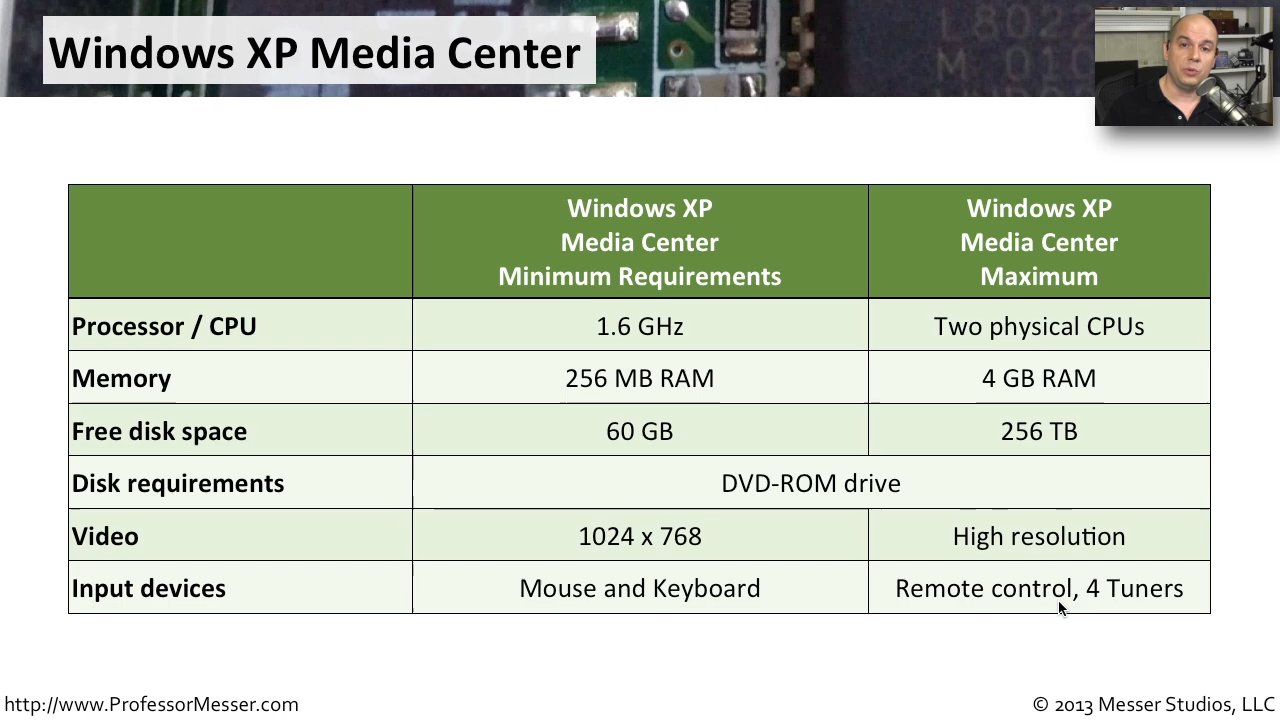 Windows XP Media Center
Windows XP
Media Center
Minimum Requirements
Windows XP
Media Center
Maximum
Processor / CPU
1.6 GHz
Two physical CPUs
Memory
256 MB RAM
4 GB RAM
Free disk space
60 GB
256 TB
Disk requirements
DVD-ROM drive
Video
1024 x 768
High resolution
Input devices
Mouse and Keyboard
Remote control, 4 Tuners
http://www.ProfessorMesser.com
© 2013 Messer Studios, LLC